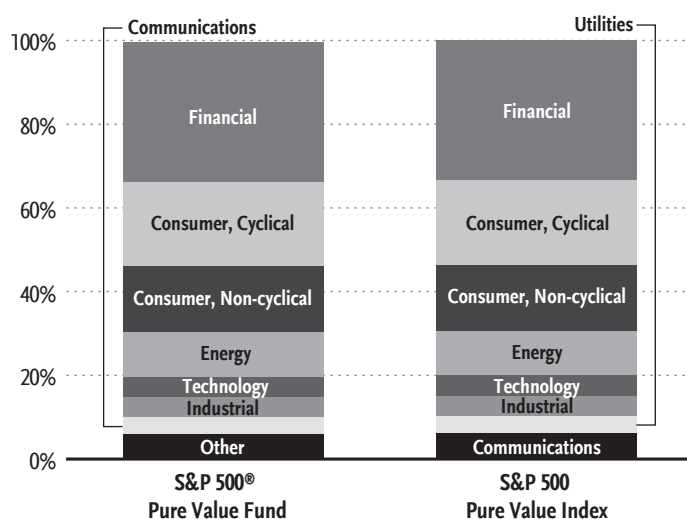 Communications
Utilities
100%
Financial
Financial
80%
60%
Consumer, Cyclical
Consumer, Cyclical
40%
Consumer, Non-cyclical
Consumer, Non-cyclical
Energy
Energy
20%
Technology
Technology
Industrial
Industrial
Other
Communications
0%
S&P 500®
Pure Value Fund
S&P 500
Pure Value Index